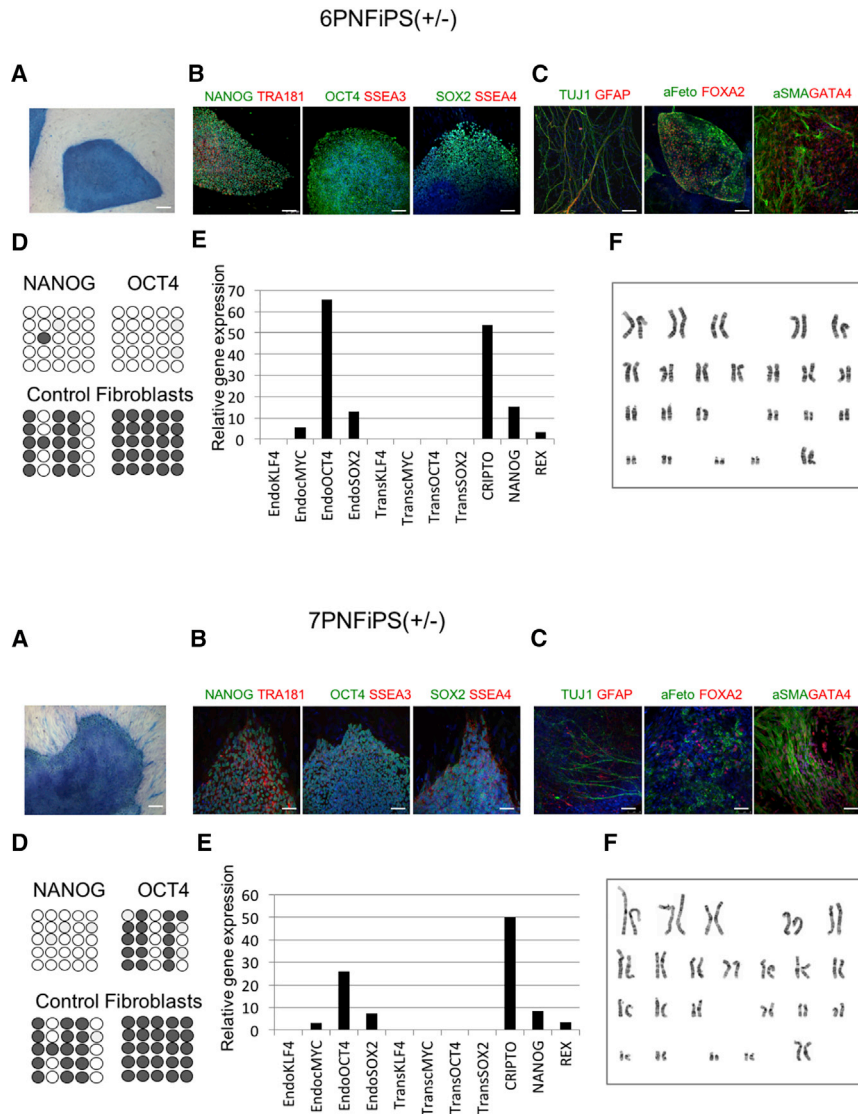 6PNFiPS(+/-)
A
B
C
NANOG TRA181
OCT4 SSEA3
SOX2 SSEA4
TUJ1 GFAP
aFeto FOXA2
aSMAGATA4
D
E
F
NANOG
OCT4
Control Fibroblasts
Relative gene expression
70
60
50
40
30
20
10
0
EndoKLF4
EndocMYC
EndoOCT4
EndoSOX2
TransKLF4
TranscMYC
TransOCT4
TransSOX2
CRIPTO
NANOG
REX
7PNFiPS(+/-)
A
B
C
NANOG TRA181
OCT4 SSEA3
SOX2 SSEA4
TUJ1 GFAP
aFeto FOXA2
aSMAGATA4
D
E
F
NANOG
OCT4
Control Fibroblasts
Relative gene expression
60
50
40
30
20
10
0
EndoKLF4
EndocMYC
EndoOCT4
EndoSOX2
TransKLF4
TranscMYC
TransOCT4
TransSOX2
CRIPTO
NANOG
REX